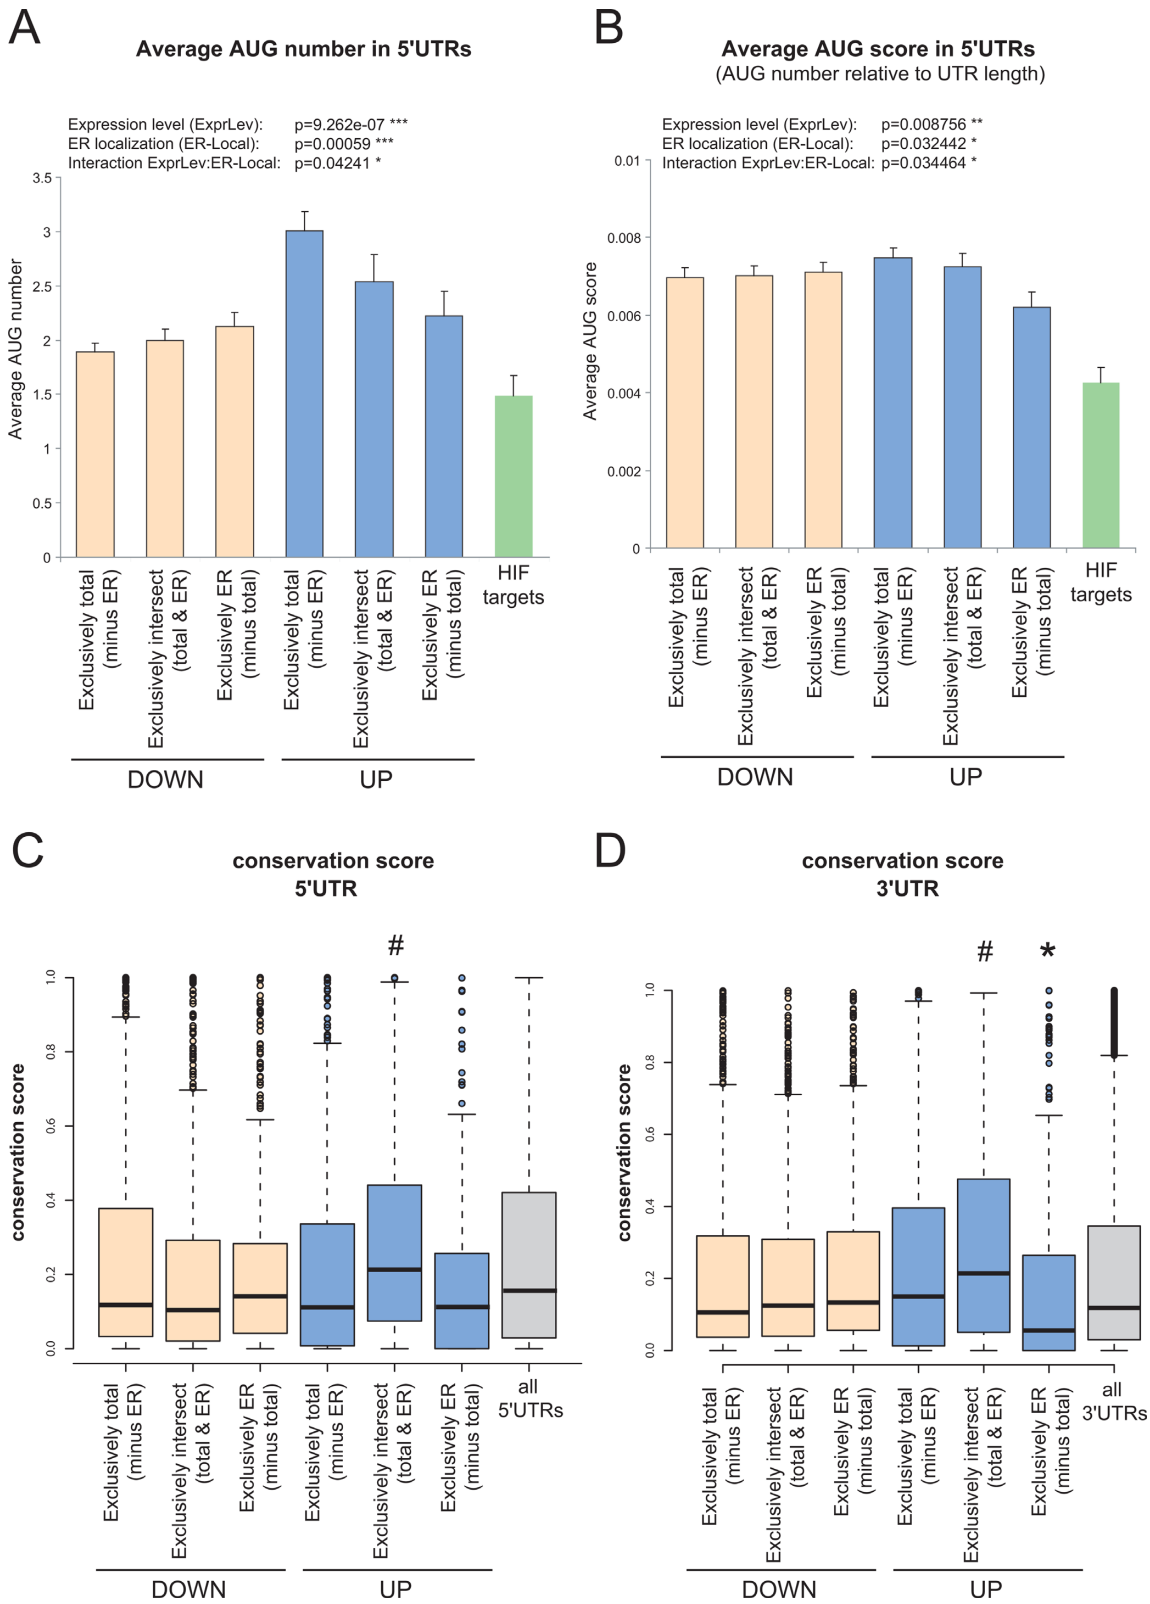 A
Average AUG number in 5'UTRs
Expression level (ExprLev): p=9.262e-07 ***
ER localization (ER-Local): p=0.00059 ***
Interaction ExprLev:ER-Local: p=0.04241 *
Average AUG number
3.5
3
2.5
2
1.5
1
0.5
0
Exclusively total
(minus ER)
Exclusively intersect
(total & ER)
Exclusively ER
(minus total)
Exclusively total
(minus ER)
Exclusively intersect
(total & ER)
Exclusively ER
(minus total)
HIF
targets
DOWN
UP
B
Average AUG score in 5'UTRs
(AUG number relative to UTR length)
Expression level (ExprLev): p=0.008756 **
ER localization (ER-Local): p=0.032442 *
Interaction ExprLev:ER-Local: p=0.034464 *
Average AUG score
0.01
0.008
0.006
0.004
0.002
0
Exclusively total
(minus ER)
Exclusively intersect
(total & ER)
Exclusively ER
(minus total)
Exclusively total
(minus ER)
Exclusively intersect
(total & ER)
Exclusively ER
(minus total)
HIF
targets
DOWN
UP
C
conservation score
5'UTR
#
conservation score
1.0
0.8
0.6
0.4
0.2
0.0
Exclusively total
(minus ER)
Exclusively intersect
(total & ER)
Exclusively ER
(minus total)
Exclusively total
(minus ER)
Exclusively intersect
(total & ER)
Exclusively ER
(minus total)
all
5'UTRs
DOWN
UP
D
conservation score
3'UTR
# *
conservation score
1.0
0.8
0.6
0.4
0.2
0.0
Exclusively total
(minus ER)
Exclusively intersect
(total & ER)
Exclusively ER
(minus total)
Exclusively total
(minus ER)
Exclusively intersect
(total & ER)
Exclusively ER
(minus total)
all
3'UTRs
DOWN
UP